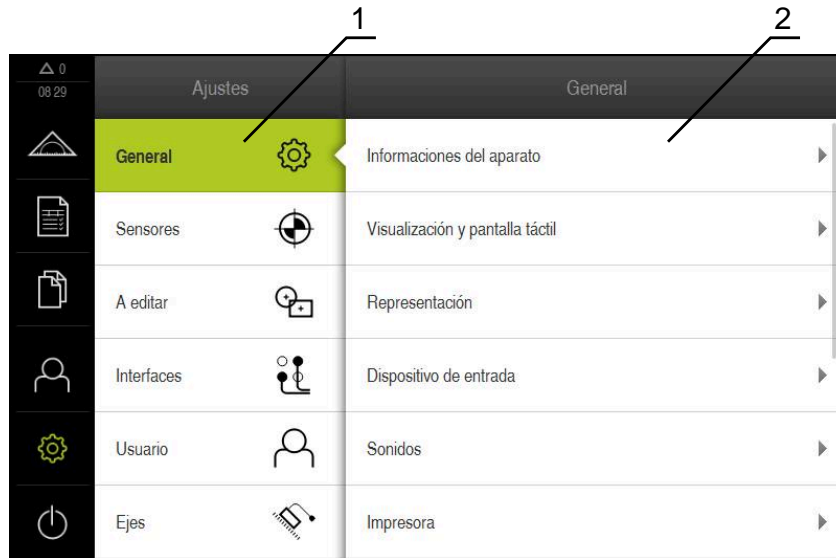 1
2
0
08:29
Ajustes
General
General
Informaciones del aparato
Sensores
Visualización y pantalla táctil
A editar
Representación
Interfaces
Dispositivo de entrada
Usuario
Sonidos
Ejes
Impresora